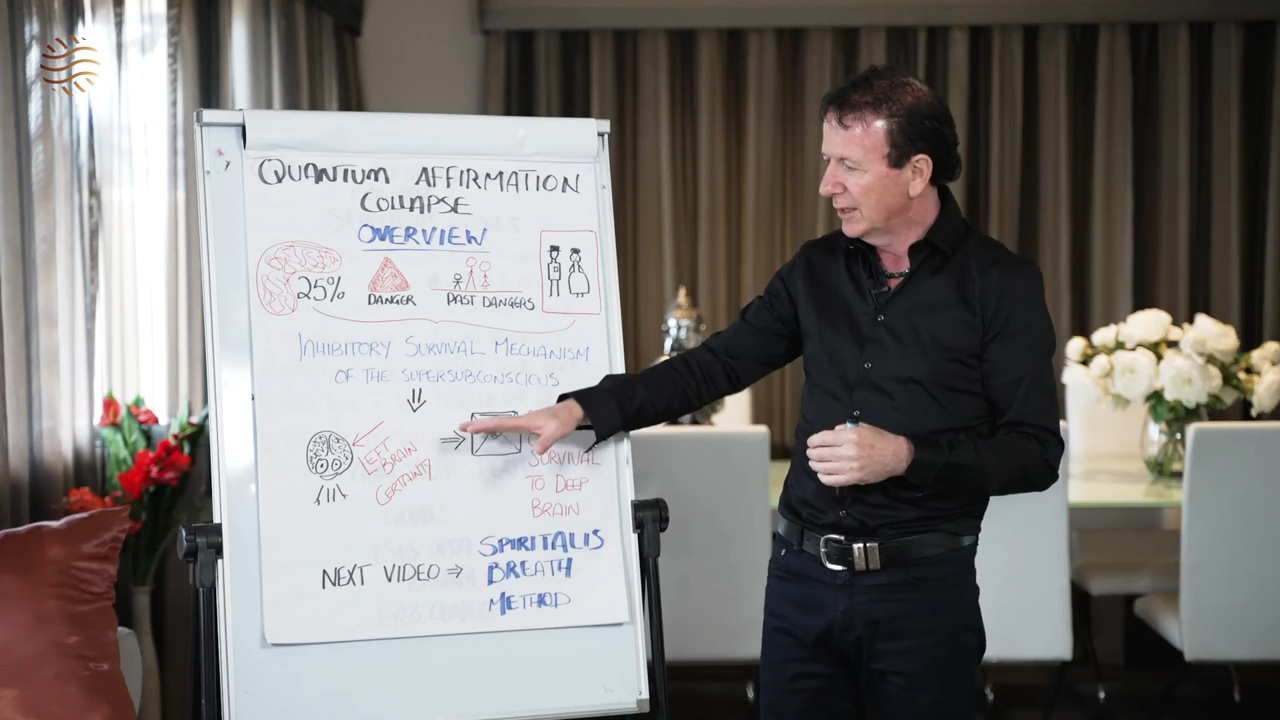 QUANTUM AFFIRMATION
COLLAPSE
OVERVIEW
25%
DANGER
PAST DANGERS
INHIBITORY SURVIVAL MECHANISM
OF THE SUPERSUBCONSCIOUS
LEFT
BRAIN
CERTAINTY
SURVIVAL
TO DEEP
BRAIN
NEXT VIDEO ⇒ SPIRITALIS
BREATH
METHOD